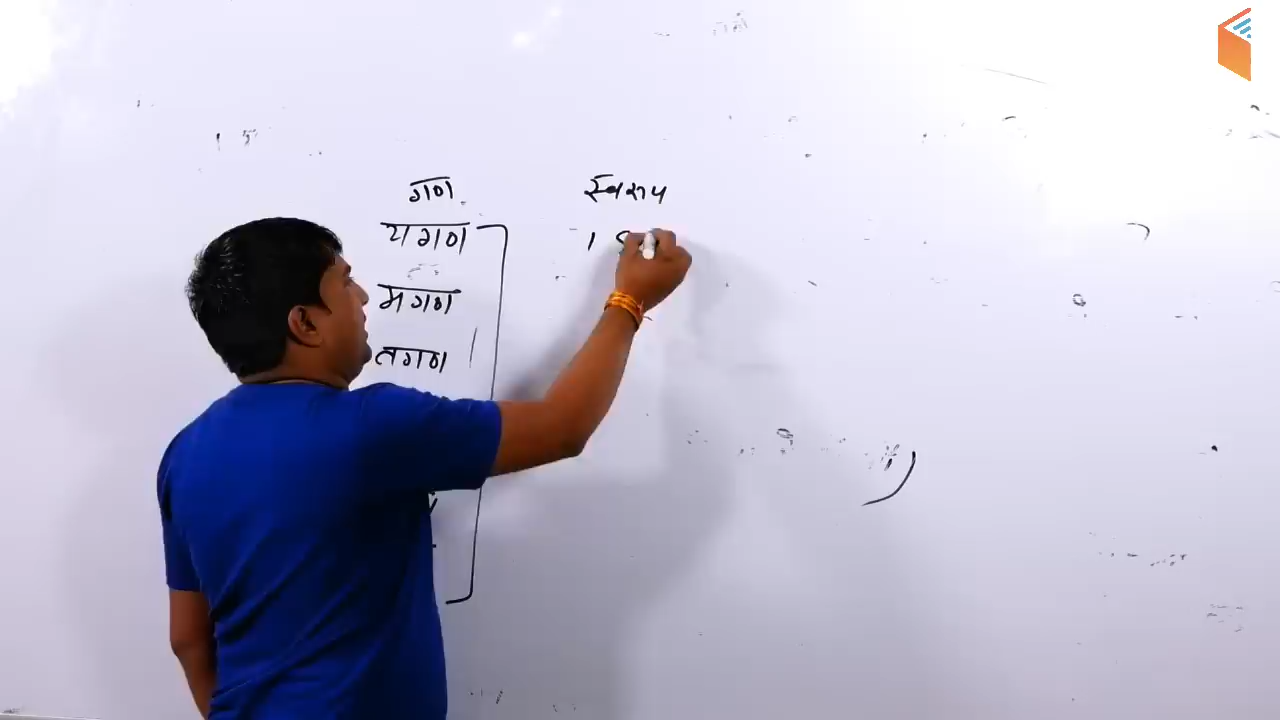 गण स्वरूप
यगण । ऽ
मगण
तगण ।